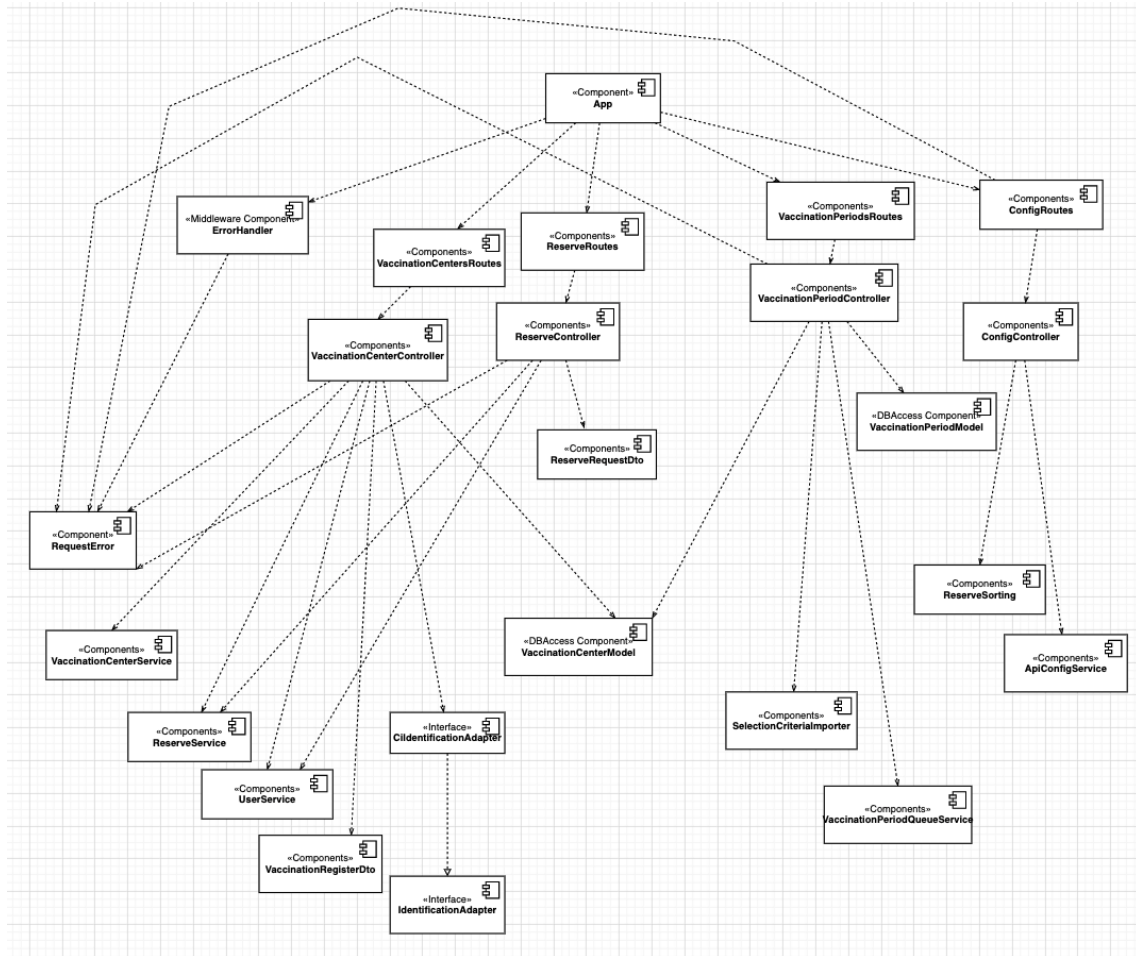 «Component»
App
«Middleware Component»
ErrorHandler
«Components»
VaccinationCentersRoutes
«Components»
ReserveRoutes
«Components»
VaccinationPeriodsRoutes
«Components»
ConfigRoutes
«Components»
VaccinationCenterController
«Components»
ReserveController
«Components»
VaccinationPeriodController
«Components»
ConfigController
«Components»
ReserveRequestDto
«DBAccess Component»
VaccinationPeriodModel
«Component»
RequestError
«Components»
ReserveSorting
«Components»
VaccinationCenterService
«DBAccess Component»
VaccinationCenterModel
«Components»
ApiConfigService
«Components»
ReserveService
«Interface»
CiIdentificationAdapter
«Components»
SelectionCriteriaImporter
«Components»
UserService
«Components»
VaccinationPeriodQueueService
«Components»
VaccinationRegisterDto
«Interface»
IdentificationAdapter